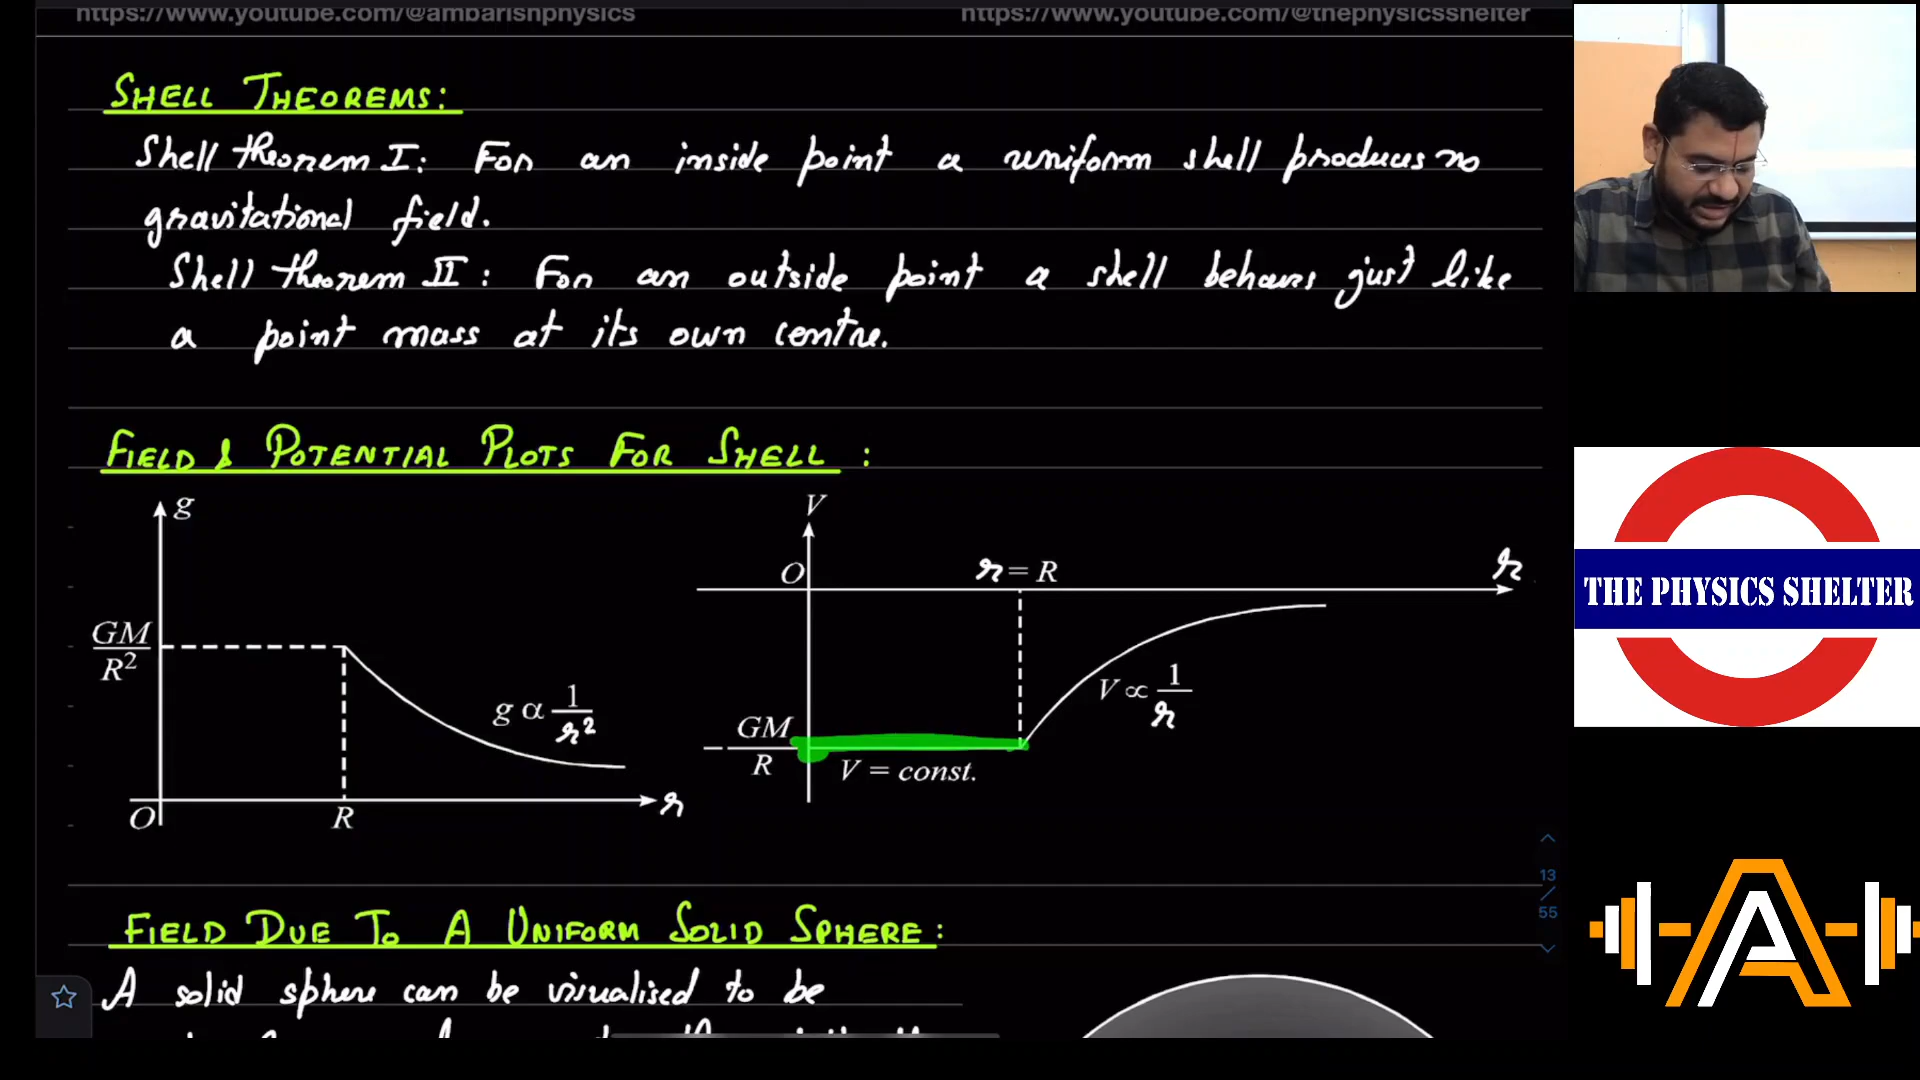 https://www.youtube.com/@ambarishphysics
https://www.youtube.com/@thephysicsshelter
SHELL THEOREMS:
Shell theorem I: For an inside point a uniform shell produces no
gravitational field.
Shell theorem II: For an outside point a shell behaves just like
a point mass at its own centre.
FIELD & POTENTIAL PLOTS FOR SHELL :
g
GM/R²
g ∝ 1/r²
O
R
r
V
O
r = R
r
V ∝ 1/r
−GM/R
V = const.
THE PHYSICS SHELTER
13
/
55
FIELD DUE TO A UNIFORM SOLID SPHERE:
A solid sphere can be visualised to be
A